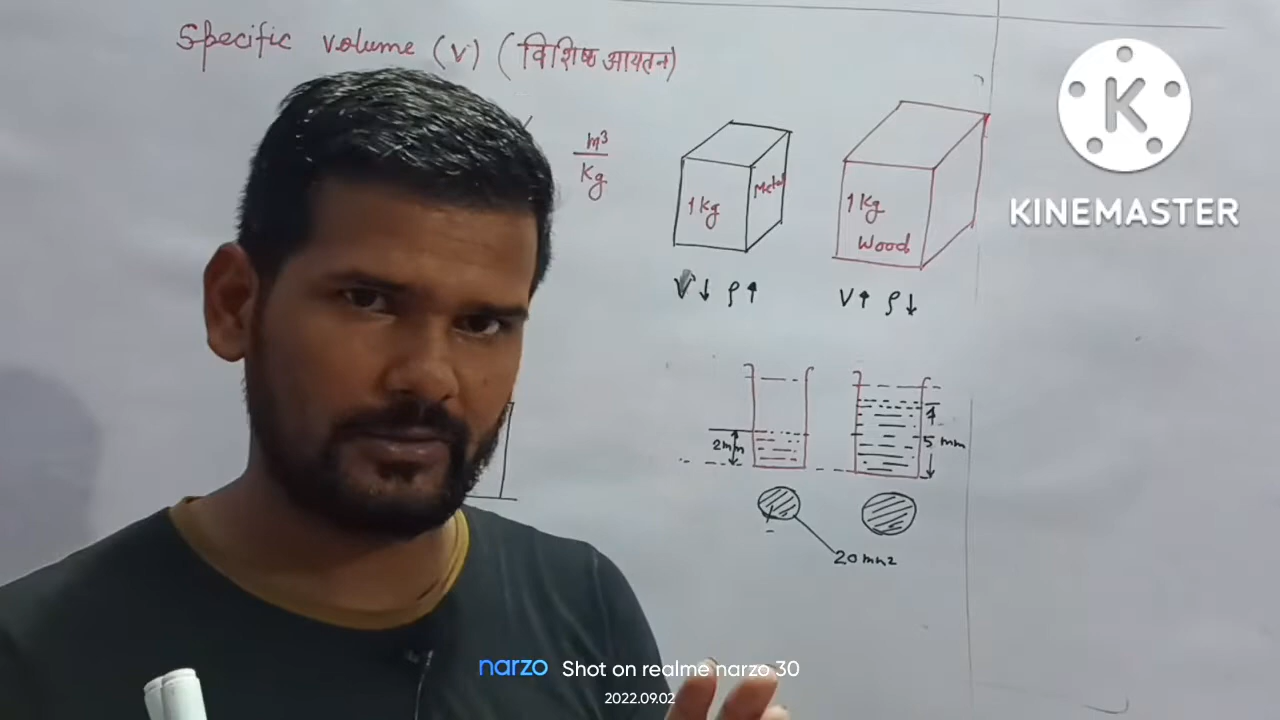 Specific volume (v) (विशिष्ट आयतन)
m³
Kg
1 Kg
Metal
1 Kg
Wood
V↓ ρ↑
V↑ ρ↓
2mm
5 mm
20 mm2
K
KINEMASTER
narzo Shot on realme narzo 30
2022.09.02